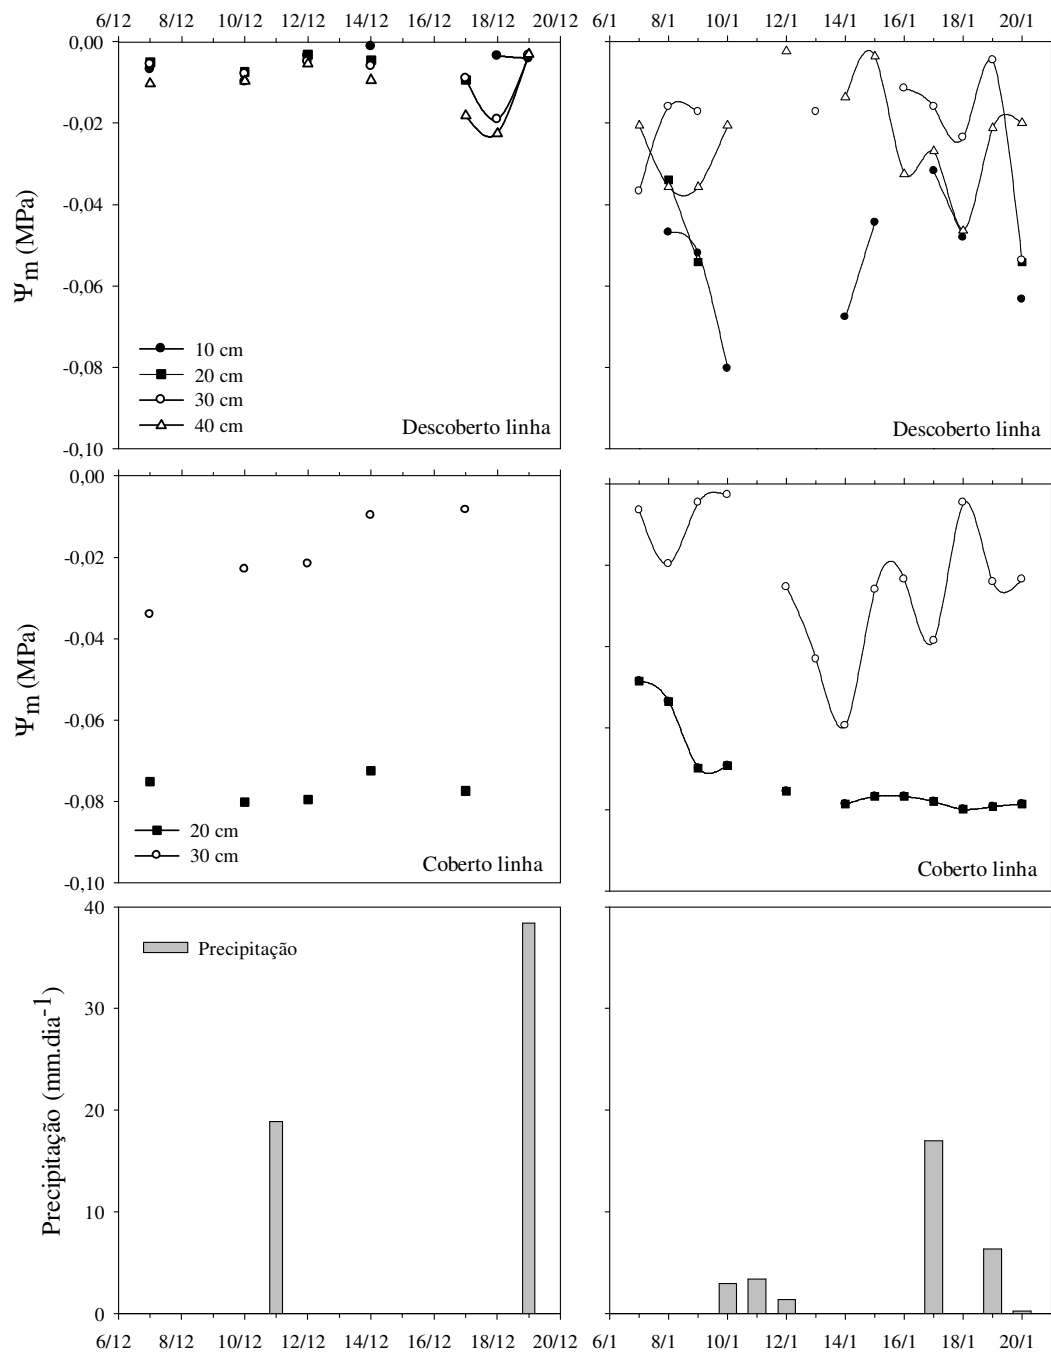 6/12 8/12 10/12 12/12 14/12 16/12 18/12 20/12
6/1 8/1 10/1 12/1 14/1 16/1 18/1 20/1
0,00
-0,02
-0,04
-0,06
-0,08
-0,10
Ψm (MPa)
10 cm
20 cm
30 cm
40 cm
Descoberto linha
Descoberto linha
0,00
-0,02
-0,04
-0,06
-0,08
-0,10
Ψm (MPa)
20 cm
30 cm
Coberto linha
Coberto linha
40
30
20
10
0
Precipitação (mm.dia-1)
Precipitação
6/12 8/12 10/12 12/12 14/12 16/12 18/12 20/12
6/1 8/1 10/1 12/1 14/1 16/1 18/1 20/1